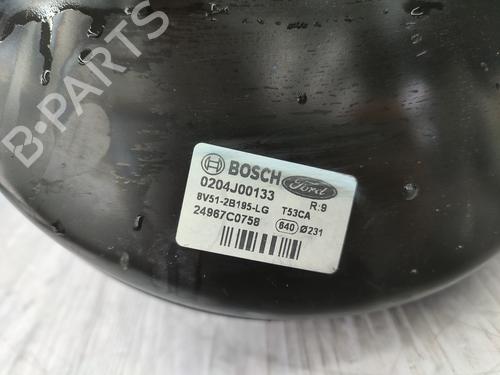 B-PARTS
BOSCH
Ford
0204J00133
R:9
8V51-2B195-LG T53CA
24967C0758
840 Ø231